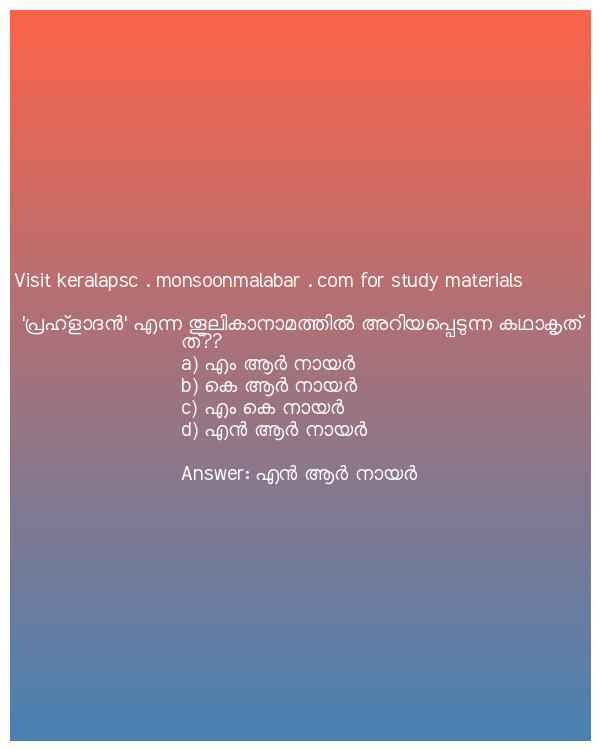 Visit keralapsc . monsoonmalabar . com for study materials
'പ്രഹ്ളാദൻ' എന്ന തൂലികാനാമത്തിൽ അറിയപ്പെടുന്ന കഥാകൃത്
ത്??
a) എം ആർ നായർ
b) കെ ആർ നായർ
c) എം കെ നായർ
d) എൻ ആർ നായർ
Answer: എൻ ആർ നായർ